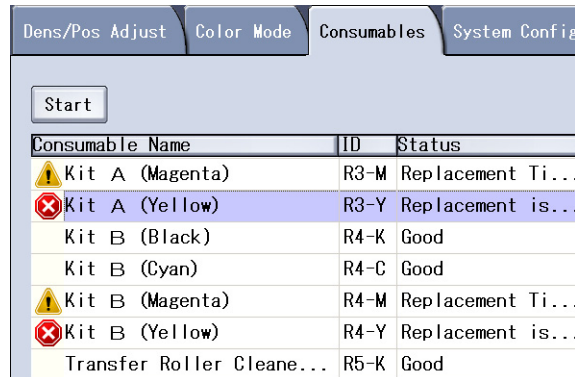 Dens/Pos Adjust Color Mode Consumables System Config
Start
Consumable Name ID Status
Kit A (Magenta) R3-M Replacement Ti...
Kit A (Yellow) R3-Y Replacement is...
Kit B (Black) R4-K Good
Kit B (Cyan) R4-C Good
Kit B (Magenta) R4-M Replacement Ti...
Kit B (Yellow) R4-Y Replacement is...
Transfer Roller Cleane... R5-K Good